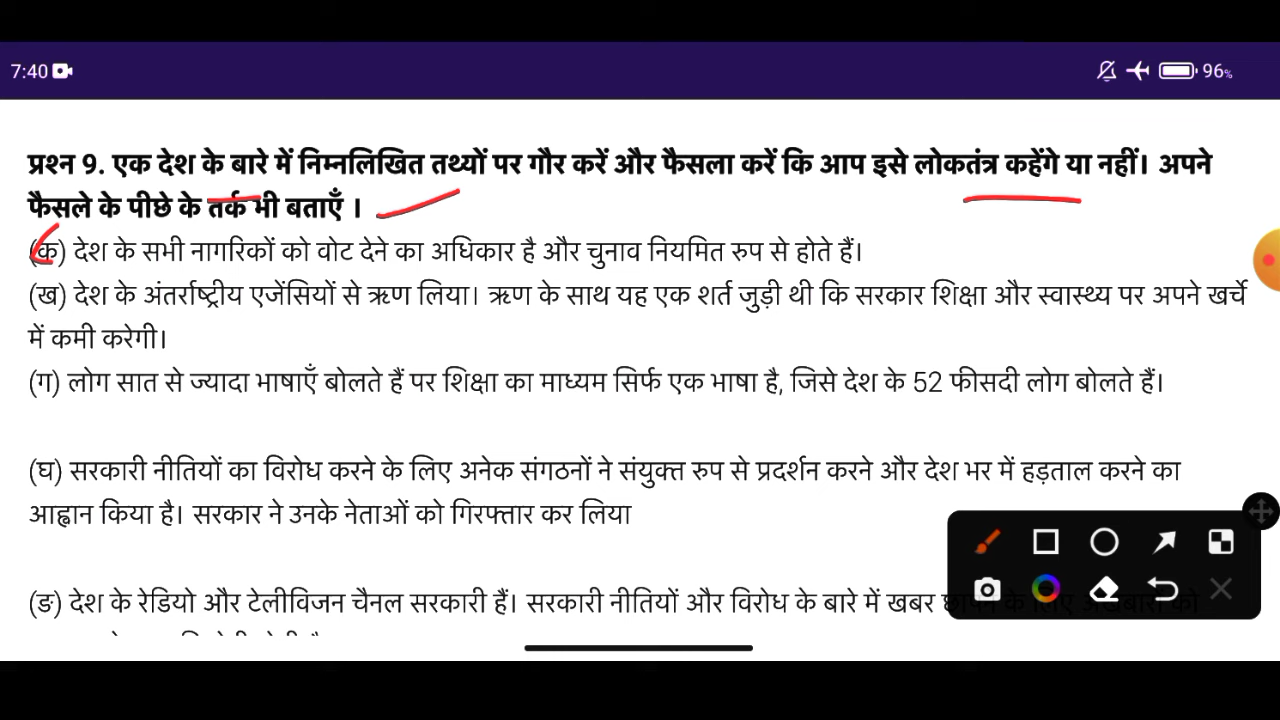 7:40
96%
प्रश्न 9. एक देश के बारे में निम्नलिखित तथ्यों पर गौर करें और फैसला करें कि आप इसे लोकतंत्र कहेंगे या नहीं। अपने
फैसले के पीछे के तर्क भी बताएँ ।
(क) देश के सभी नागरिकों को वोट देने का अधिकार है और चुनाव नियमित रुप से होते हैं।
(ख) देश के अंतर्राष्ट्रीय एजेंसियों से ऋण लिया। ऋण के साथ यह एक शर्त जुड़ी थी कि सरकार शिक्षा और स्वास्थ्य पर अपने खर्चे
में कमी करेगी।
(ग) लोग सात से ज्यादा भाषाएँ बोलते हैं पर शिक्षा का माध्यम सिर्फ एक भाषा है, जिसे देश के 52 फीसदी लोग बोलते हैं।
(घ) सरकारी नीतियों का विरोध करने के लिए अनेक संगठनों ने संयुक्त रुप से प्रदर्शन करने और देश भर में हड़ताल करने का
आह्वान किया है। सरकार ने उनके नेताओं को गिरफ्तार कर लिया
(ङ) देश के रेडियो और टेलीविजन चैनल सरकारी हैं। सरकारी नीतियों और विरोध के बारे में खबर छापने के लिए अखबारों को